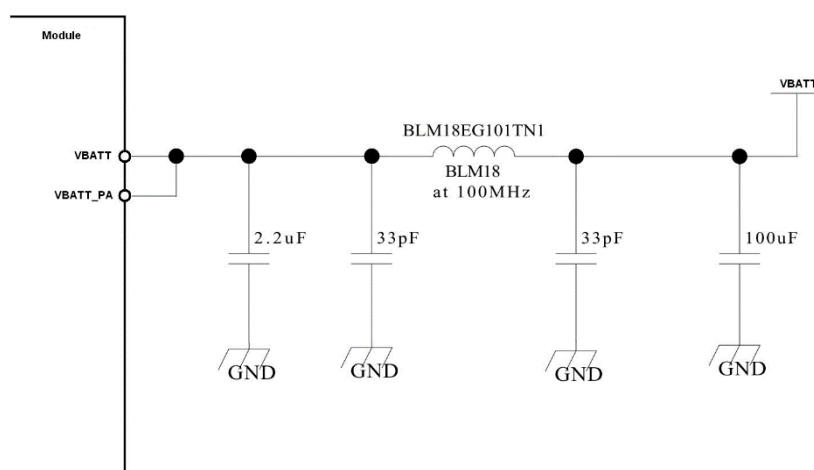 Module
VBATT
BLM18EG101TN1
VBATT
BLM18
at 100MHz
VBATT_PA
2.2uF
33pF
33pF
100uF
GND
GND
GND
GND